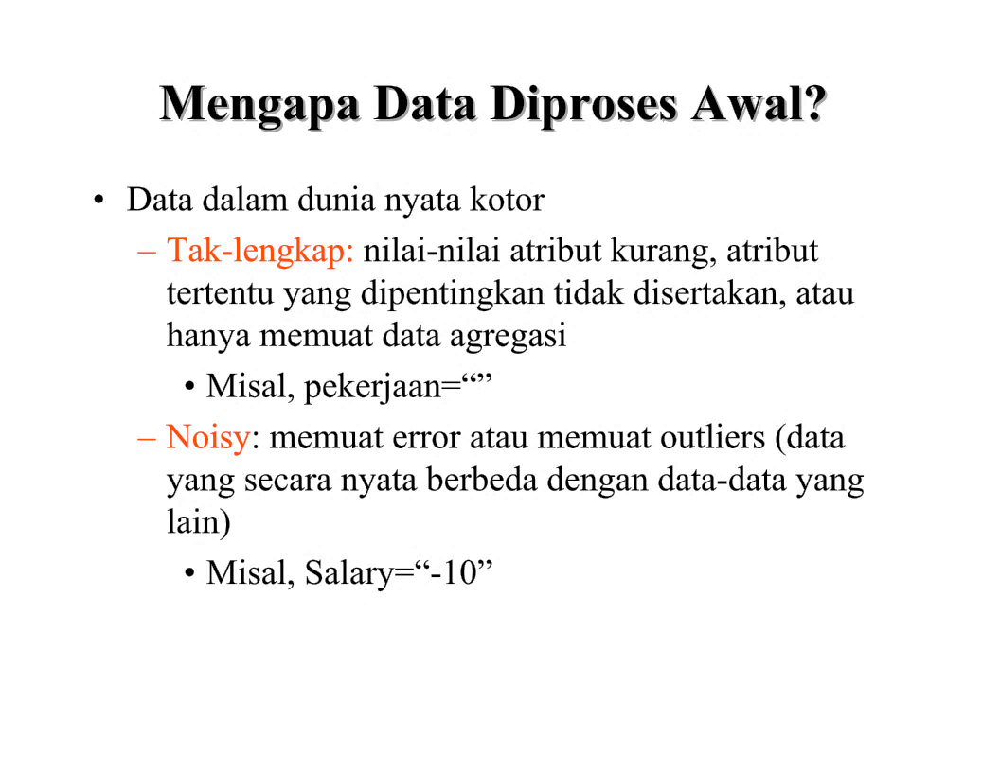 Mengapa Data Diproses Awal?
• Data dalam dunia nyata kotor
– Tak-lengkap: nilai-nilai atribut kurang, atribut
tertentu yang dipentingkan tidak disertakan, atau
hanya memuat data agregasi
• Misal, pekerjaan=“”
– Noisy: memuat error atau memuat outliers (data
yang secara nyata berbeda dengan data-data yang
lain)
• Misal, Salary=“-10”